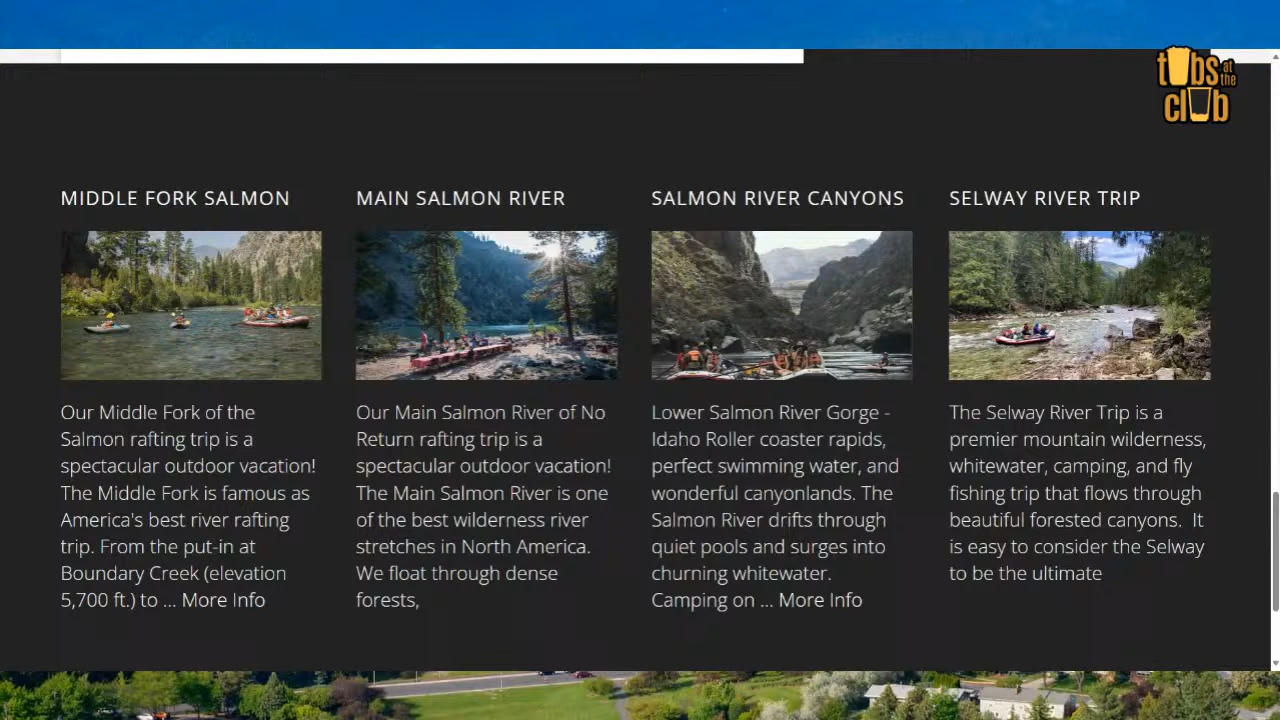 tubs at the club
MIDDLE FORK SALMON
MAIN SALMON RIVER
SALMON RIVER CANYONS
SELWAY RIVER TRIP
Our Middle Fork of the
Salmon rafting trip is a
spectacular outdoor vacation!
The Middle Fork is famous as
America's best river rafting
trip. From the put-in at
Boundary Creek (elevation
5,700 ft.) to ... More Info
Our Main Salmon River of No
Return rafting trip is a
spectacular outdoor vacation!
The Main Salmon River is one
of the best wilderness river
stretches in North America.
We float through dense
forests,
Lower Salmon River Gorge -
Idaho Roller coaster rapids,
perfect swimming water, and
wonderful canyonlands. The
Salmon River drifts through
quiet pools and surges into
churning whitewater.
Camping on ... More Info
The Selway River Trip is a
premier mountain wilderness,
whitewater, camping, and fly
fishing trip that flows through
beautiful forested canyons.  It
is easy to consider the Selway
to be the ultimate